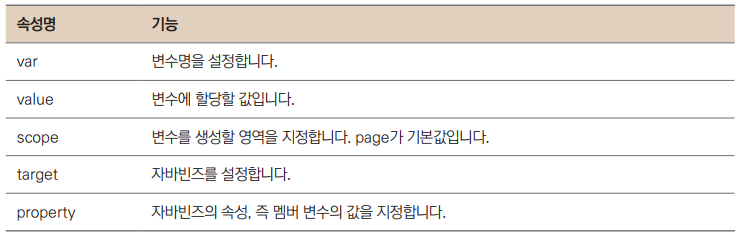 속성명 기능
var 변수명을 설정합니다.
value 변수에 할당할 값입니다.
scope 변수를 생성할 영역을 지정합니다. page가 기본값입니다.
target 자바빈즈를 설정합니다.
property 자바빈즈의 속성, 즉 멤버 변수의 값을 지정합니다.